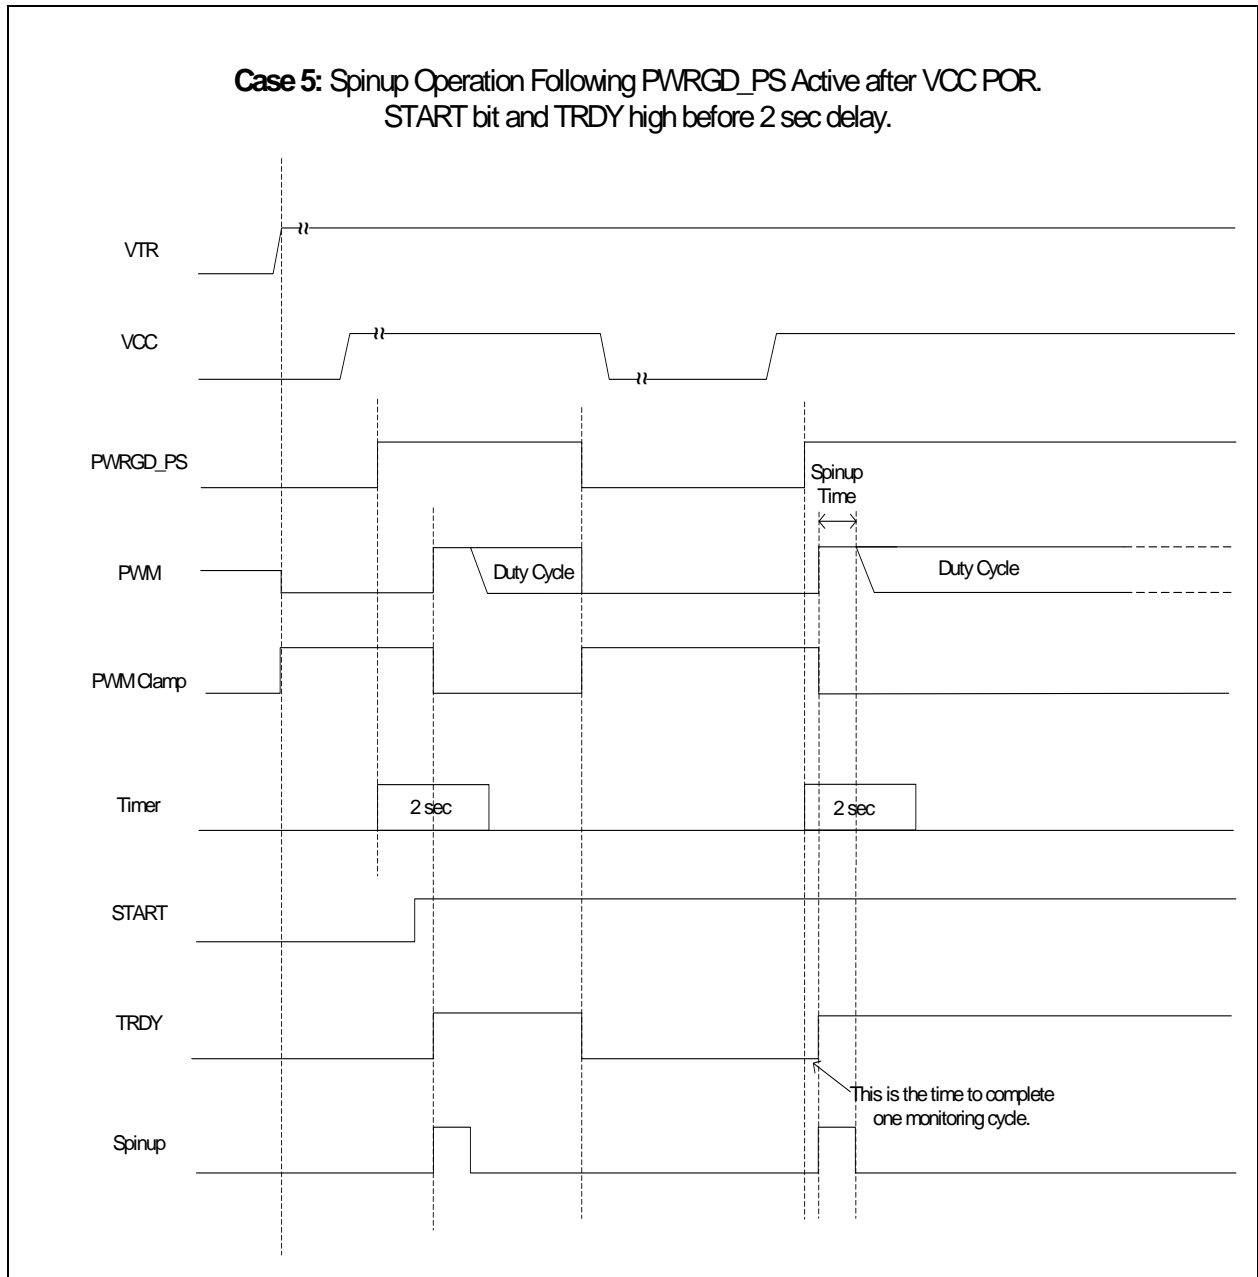 Case 5: Spinup Operation Following PWRGD_PS Active after VCC POR.
START bit and TRDY high before 2 sec delay.
VTR
VCC
PWRGD_PS
Spinup
Time
PWM
Duty Cycle
Duty Cycle
PWM Clamp
Timer
2 sec
2 sec
START
TRDY
This is the time to complete
one monitoring cycle.
Spinup